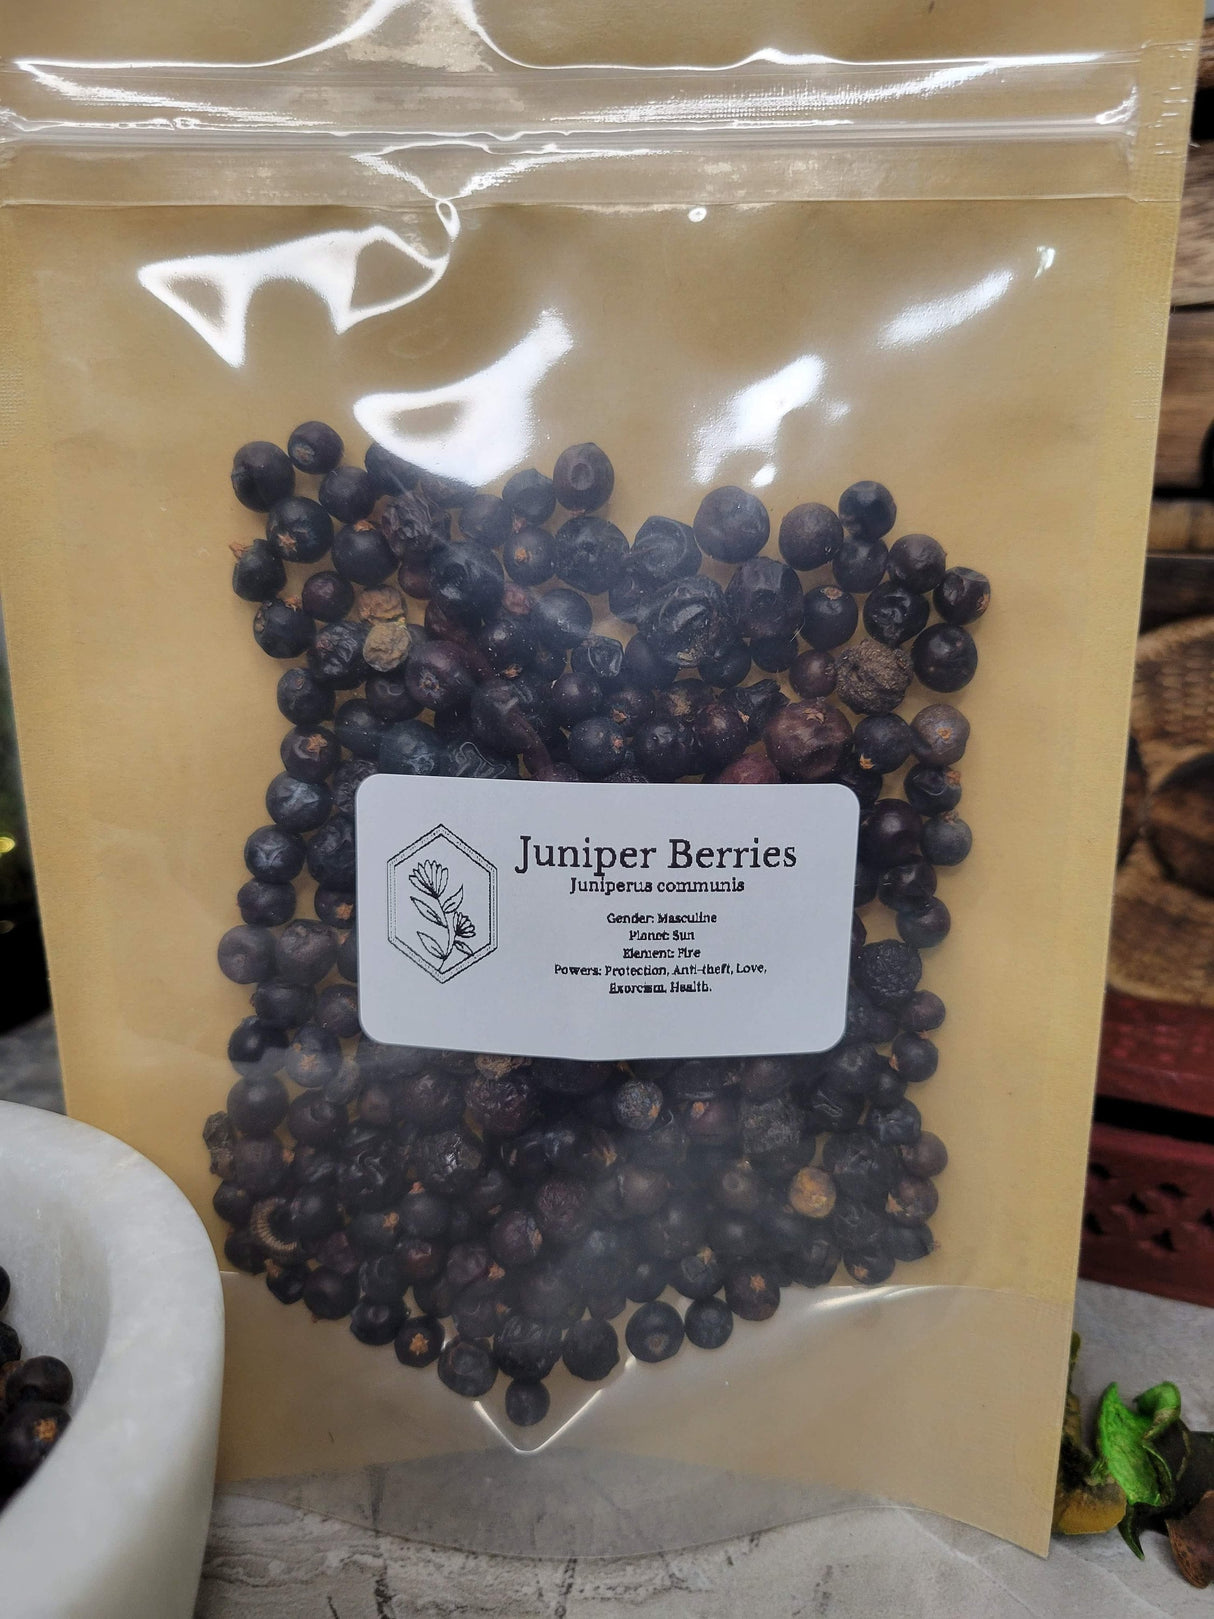 Juniper Berries
Juniperus communis
Gender: Masculine
Planet: Sun
Element: Fire
Powers: Protection, Anti-theft, Love,
Exorcism, Health.